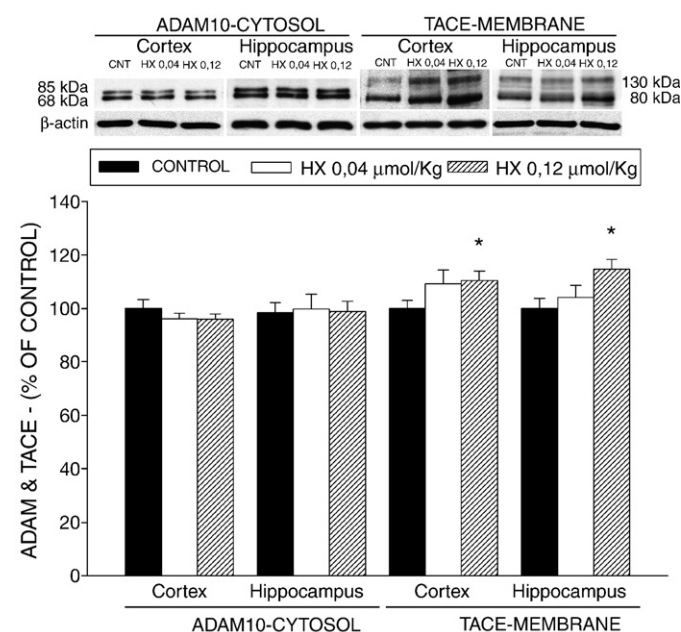 ADAM10-CYTOSOL TACE-MEMBRANE
Cortex Hippocampus Cortex Hippocampus
CNT HX 0,04 HX 0,12 CNT HX 0,04 HX 0,12 CNT HX 0,04 HX 0,12 CNT HX 0,04 HX 0,12
85 kDa 130 kDa
68 kDa 80 kDa
β-actin
CONTROL HX 0,04 μmol/Kg HX 0,12 μmol/Kg
ADAM & TACE - (% OF CONTROL)
140
120
100
80
60
40
20
0
* *
Cortex Hippocampus Cortex Hippocampus
ADAM10-CYTOSOL TACE-MEMBRANE